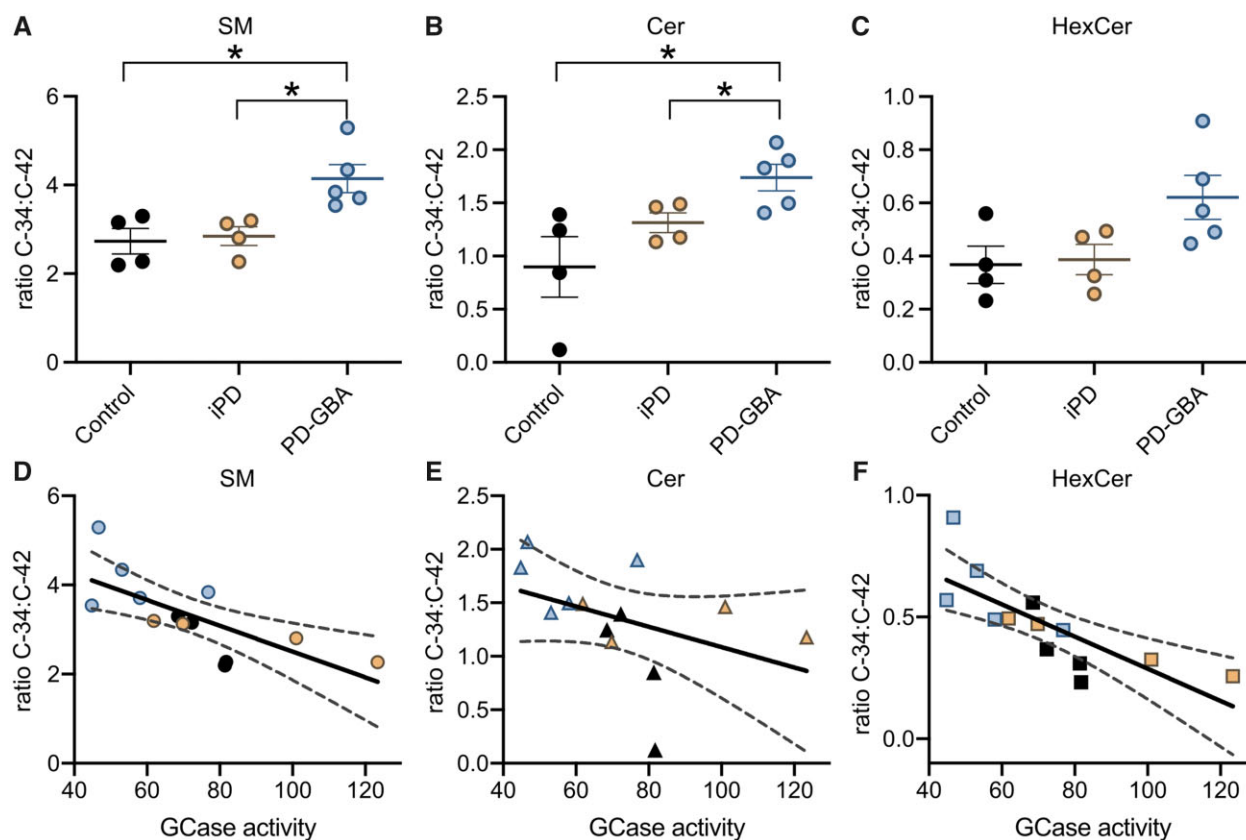 A SM
*
*
ratio C-34:C-42
6
4
2
0
Control iPD PD-GBA
B Cer
*
*
ratio C-34:C-42
2.5
2.0
1.5
1.0
0.5
0.0
Control iPD PD-GBA
C HexCer
ratio C-34:C-42
1.0
0.8
0.6
0.4
0.2
0.0
Control iPD PD-GBA
D SM
ratio C-34:C-42
6
4
2
0
40 60 80 100 120
GCase activity
E Cer
ratio C-34:C-42
2.5
2.0
1.5
1.0
0.5
0.0
40 60 80 100 120
GCase activity
F HexCer
ratio C-34:C-42
1.0
0.5
0.0
40 60 80 100 120
GCase activity